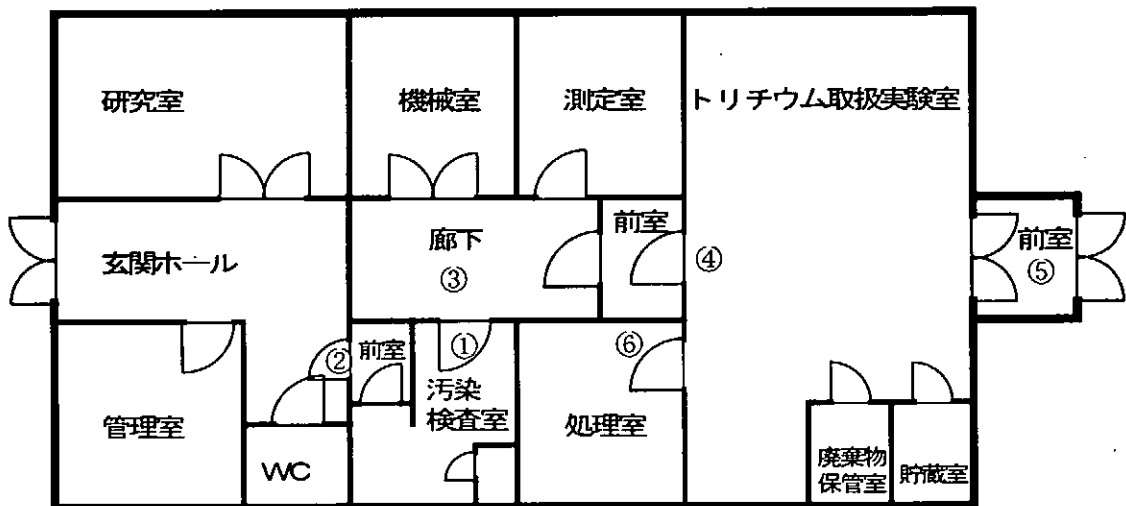 研究室
機械室
測定室
トリチウム取扱実験室
玄関ホール
廊下
③
前室
④
前室
⑤
管理室
②
前室
①
汚染
検査室
⑥
処理室
WC
廃棄物
保管室
貯蔵室